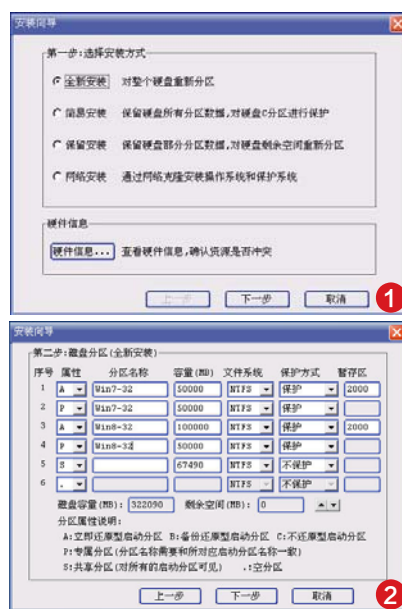 安装向导
第一步:选择安装方式
全新安装 对整个硬盘重新分区
简易安装 保留硬盘所有分区数据,对硬盘C分区进行保护
保留安装 保留硬盘部分分区数据,对硬盘剩余空间重新分区
网络安装 通过网络克隆安装操作系统和保护系统
硬件信息
硬件信息... 查看硬件信息,确认资源是否冲突
上一步 下一步 取消
1
安装向导
第二步:磁盘分区(全新安装)
序号 属性 分区名称 容量(MB) 文件系统 保护方式 暂存区
1 A Win7-32 50000 NTFS 保护 2000
2 P Win7-32 50000 NTFS 保护
3 A Win8-32 100000 NTFS 保护 2000
4 P Win8-32 50000 NTFS 保护
5 S 67490 NTFS 不保护
6 . NTFS 不保护
磁盘容量(MB): 322090 剩余空间(MB): 0
分区属性说明:
A:立即还原型启动分区 B:备份还原型启动分区 C:不还原型启动分区
P:专属分区(分区名称需要和所对应启动分区名称一致)
S:共享分区(对所有的启动分区可见) .:空分区
上一步 下一步 取消
2